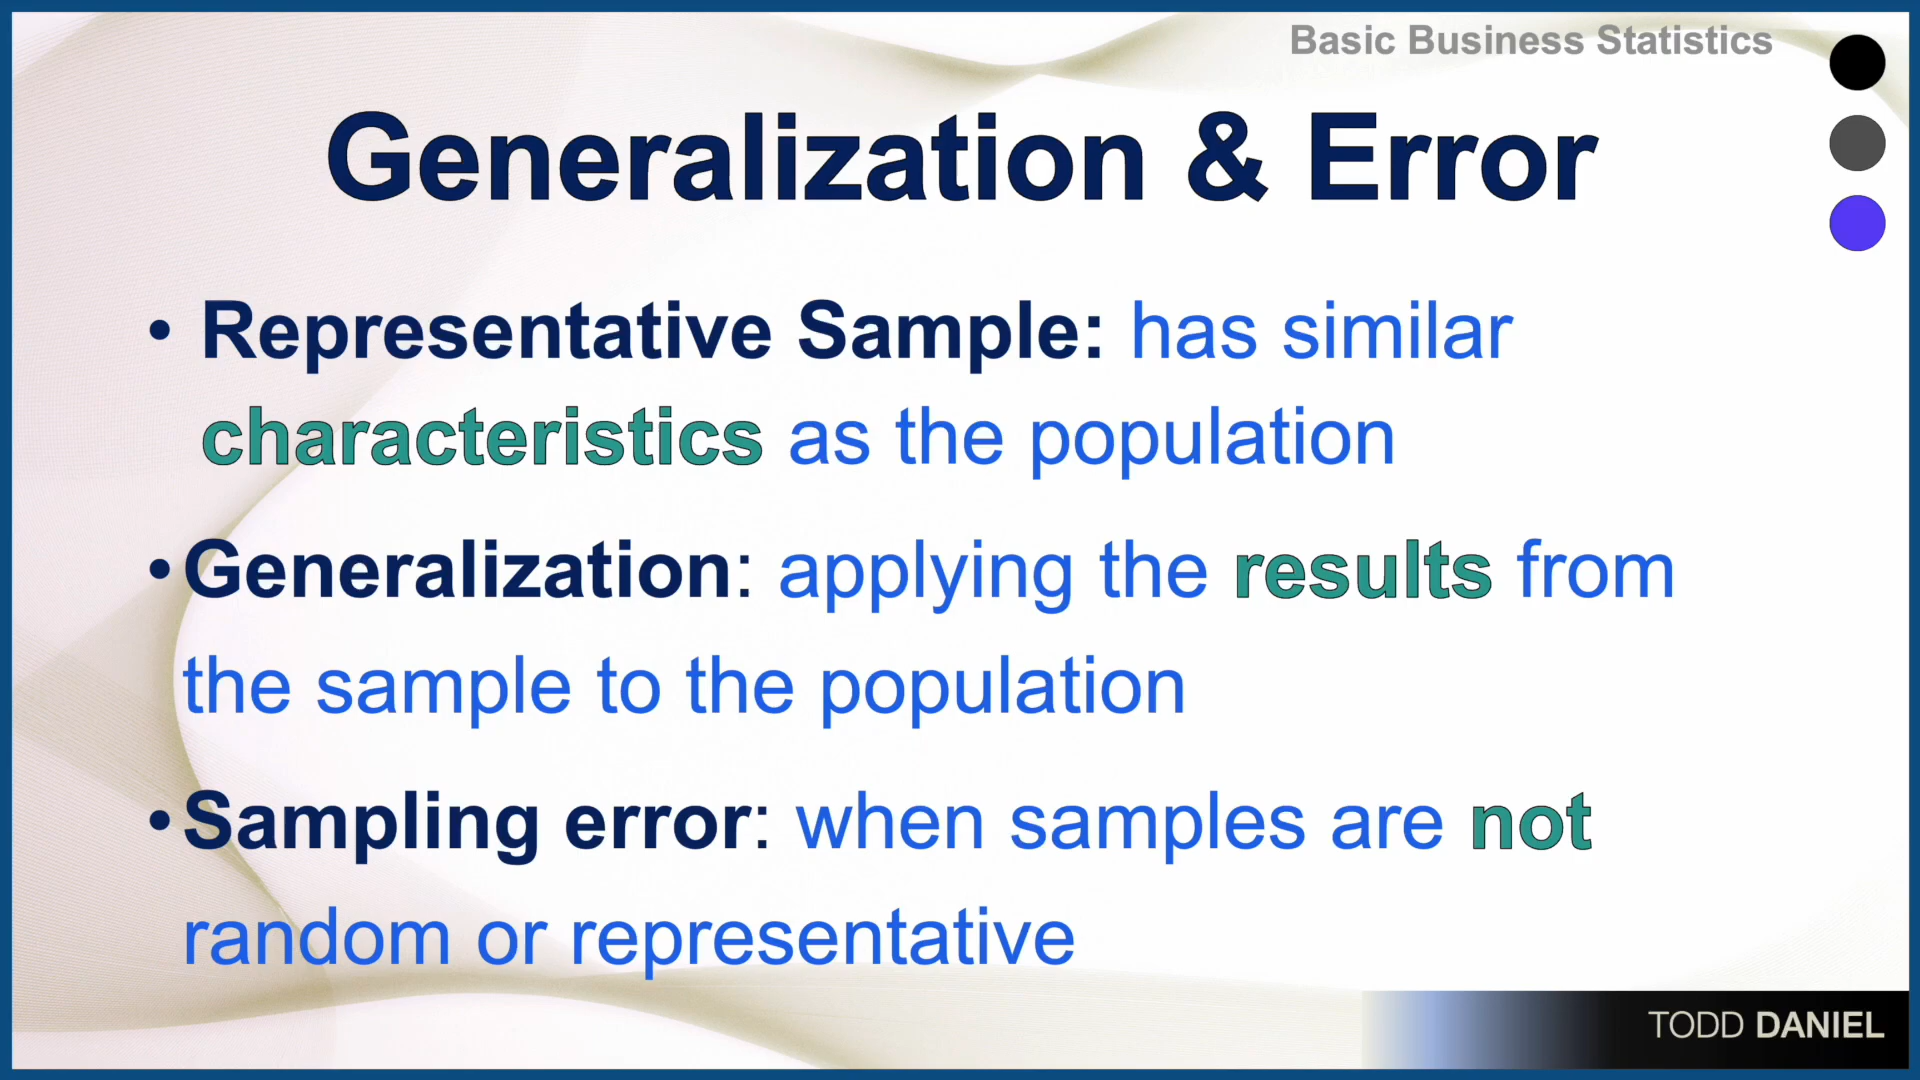 Basic Business Statistics
Generalization & Error
• Representative Sample: has similar
characteristics as the population
• Generalization: applying the results from
the sample to the population
• Sampling error: when samples are not
random or representative
TODD DANIEL